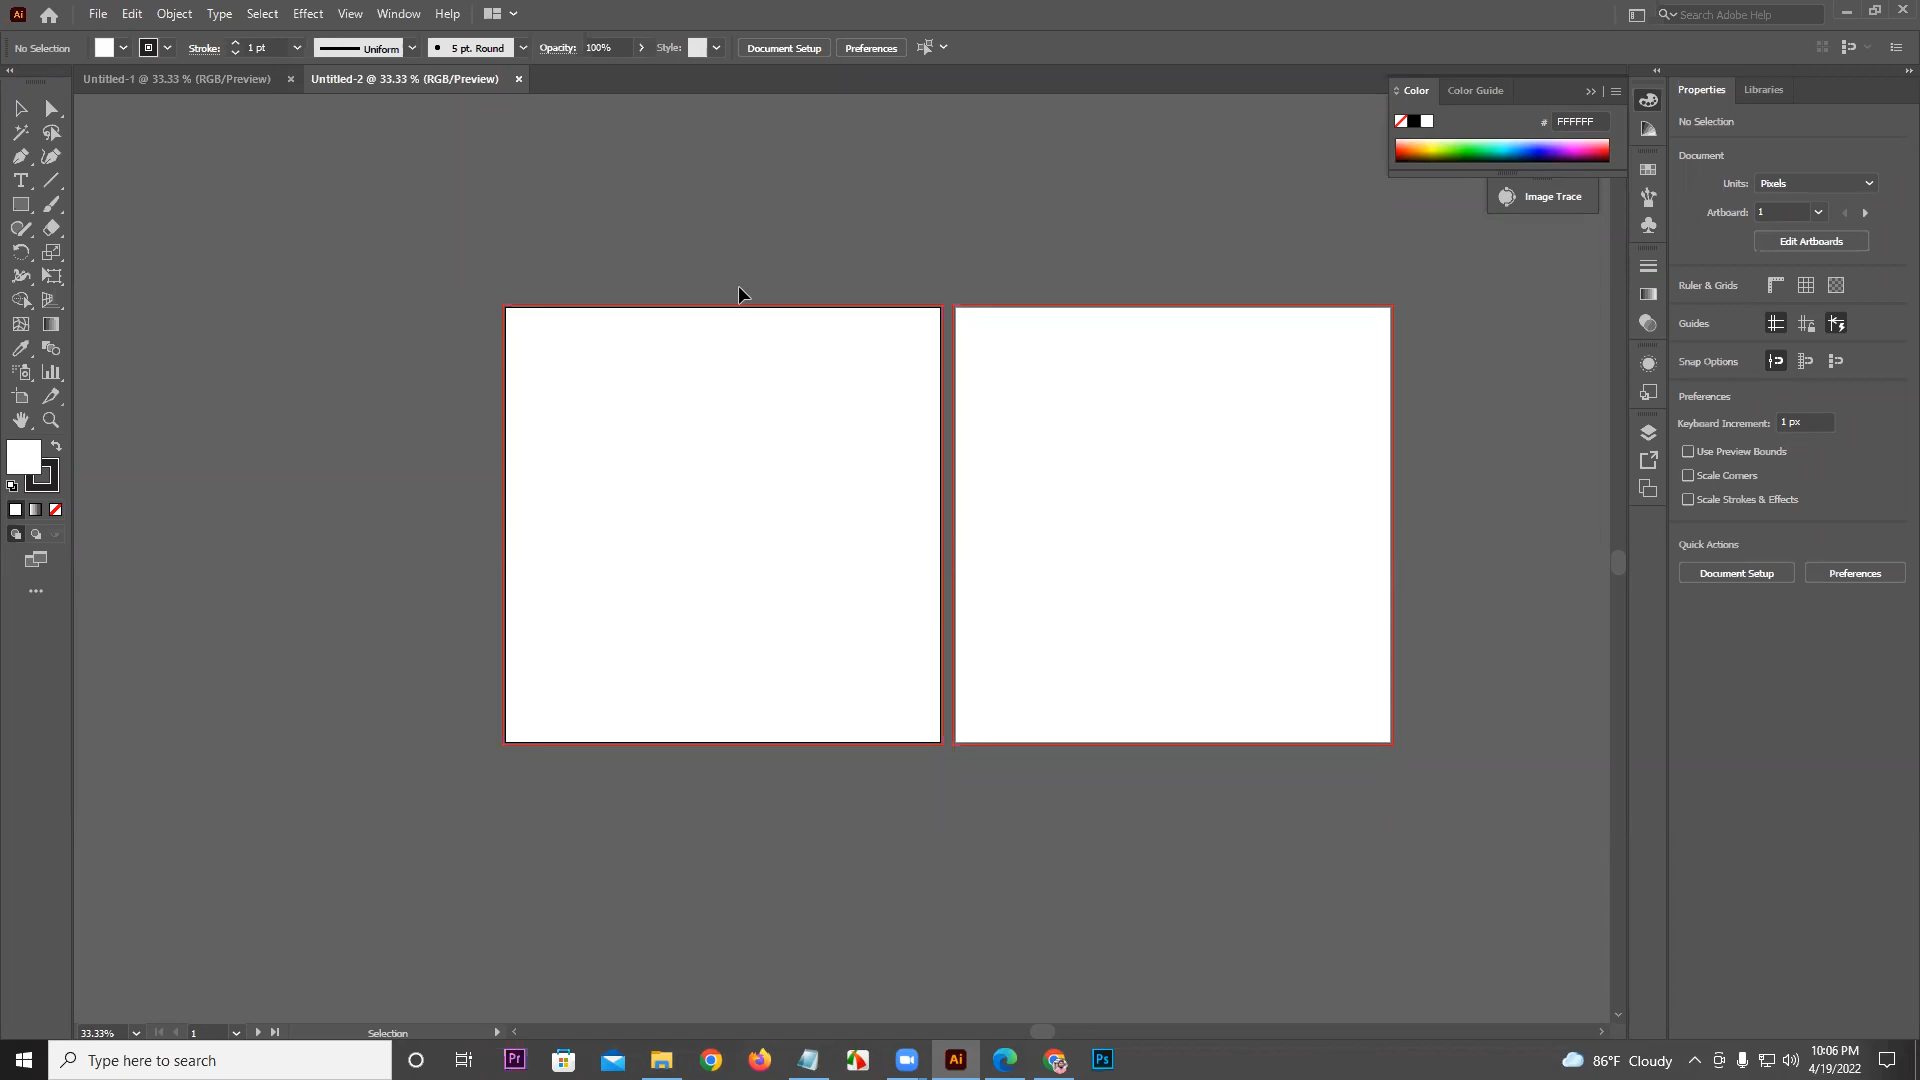 Ai File Edit Object Type Select Effect View Window Help Search Adobe Help
No Selection Stroke: 1 pt Uniform 5 pt. Round Opacity: 100% Style: Document Setup Preferences
Untitled-1 @ 33.33 % (RGB/Preview) × Untitled-2 @ 33.33 % (RGB/Preview) ×
Color Color Guide
# FFFFFF
Image Trace
Properties Libraries
No Selection
Document
Units: Pixels
Artboard: 1
Edit Artboards
Ruler & Grids
Guides
Snap Options
Preferences
Keyboard Increment: 1 px
Use Preview Bounds
Scale Corners
Scale Strokes & Effects
Quick Actions
Document Setup Preferences
33.33% 1 Selection
Type here to search Pr Ai Ps 86°F Cloudy 10:06 PM
4/19/2022